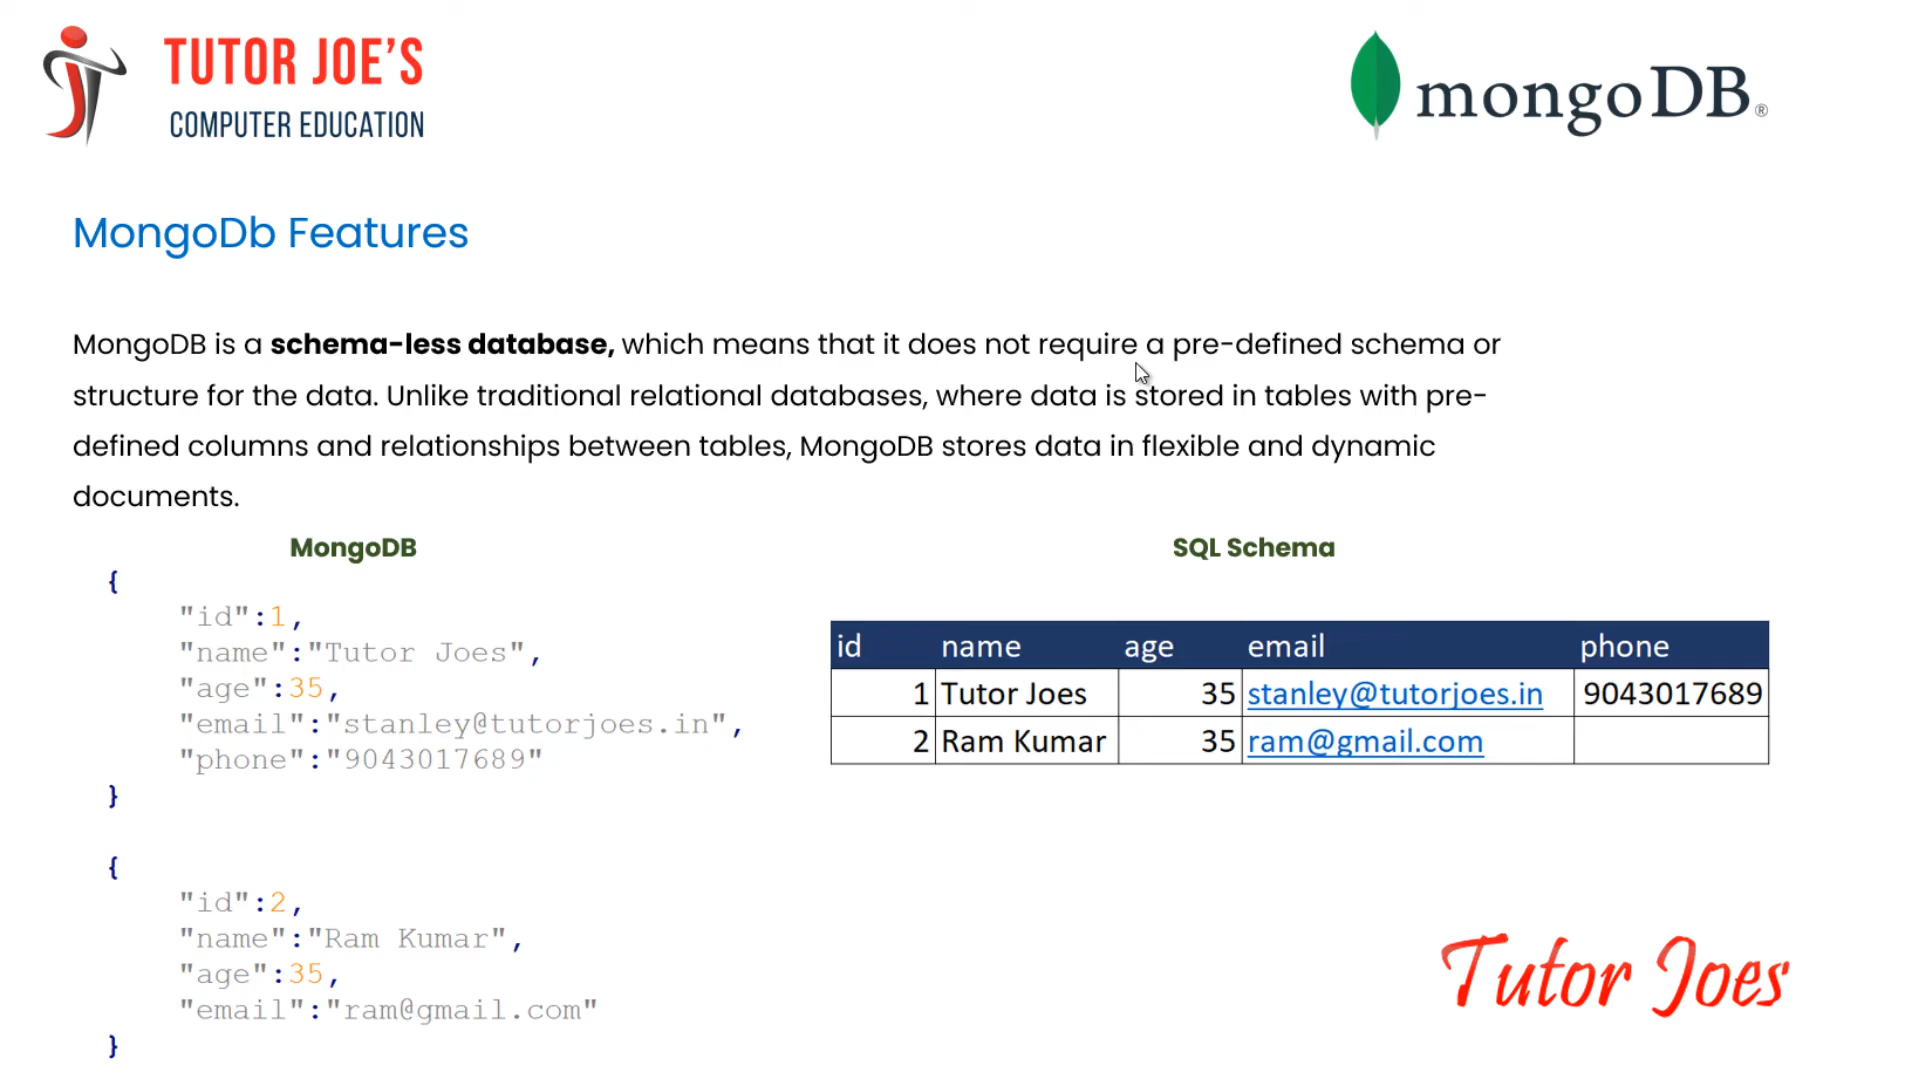 TUTOR JOE'S
COMPUTER EDUCATION
mongoDB®
MongoDb Features
MongoDB is a schema-less database, which means that it does not require a pre-defined schema or
structure for the data. Unlike traditional relational databases, where data is stored in tables with pre-
defined columns and relationships between tables, MongoDB stores data in flexible and dynamic
documents.
MongoDB
{
"id":1,
"name":"Tutor Joes",
"age":35,
"email":"stanley@tutorjoes.in",
"phone":"9043017689"
}
{
"id":2,
"name":"Ram Kumar",
"age":35,
"email":"ram@gmail.com"
}
SQL Schema
id name age email phone
1 Tutor Joes 35 stanley@tutorjoes.in 9043017689
2 Ram Kumar 35 ram@gmail.com
Tutor Joes